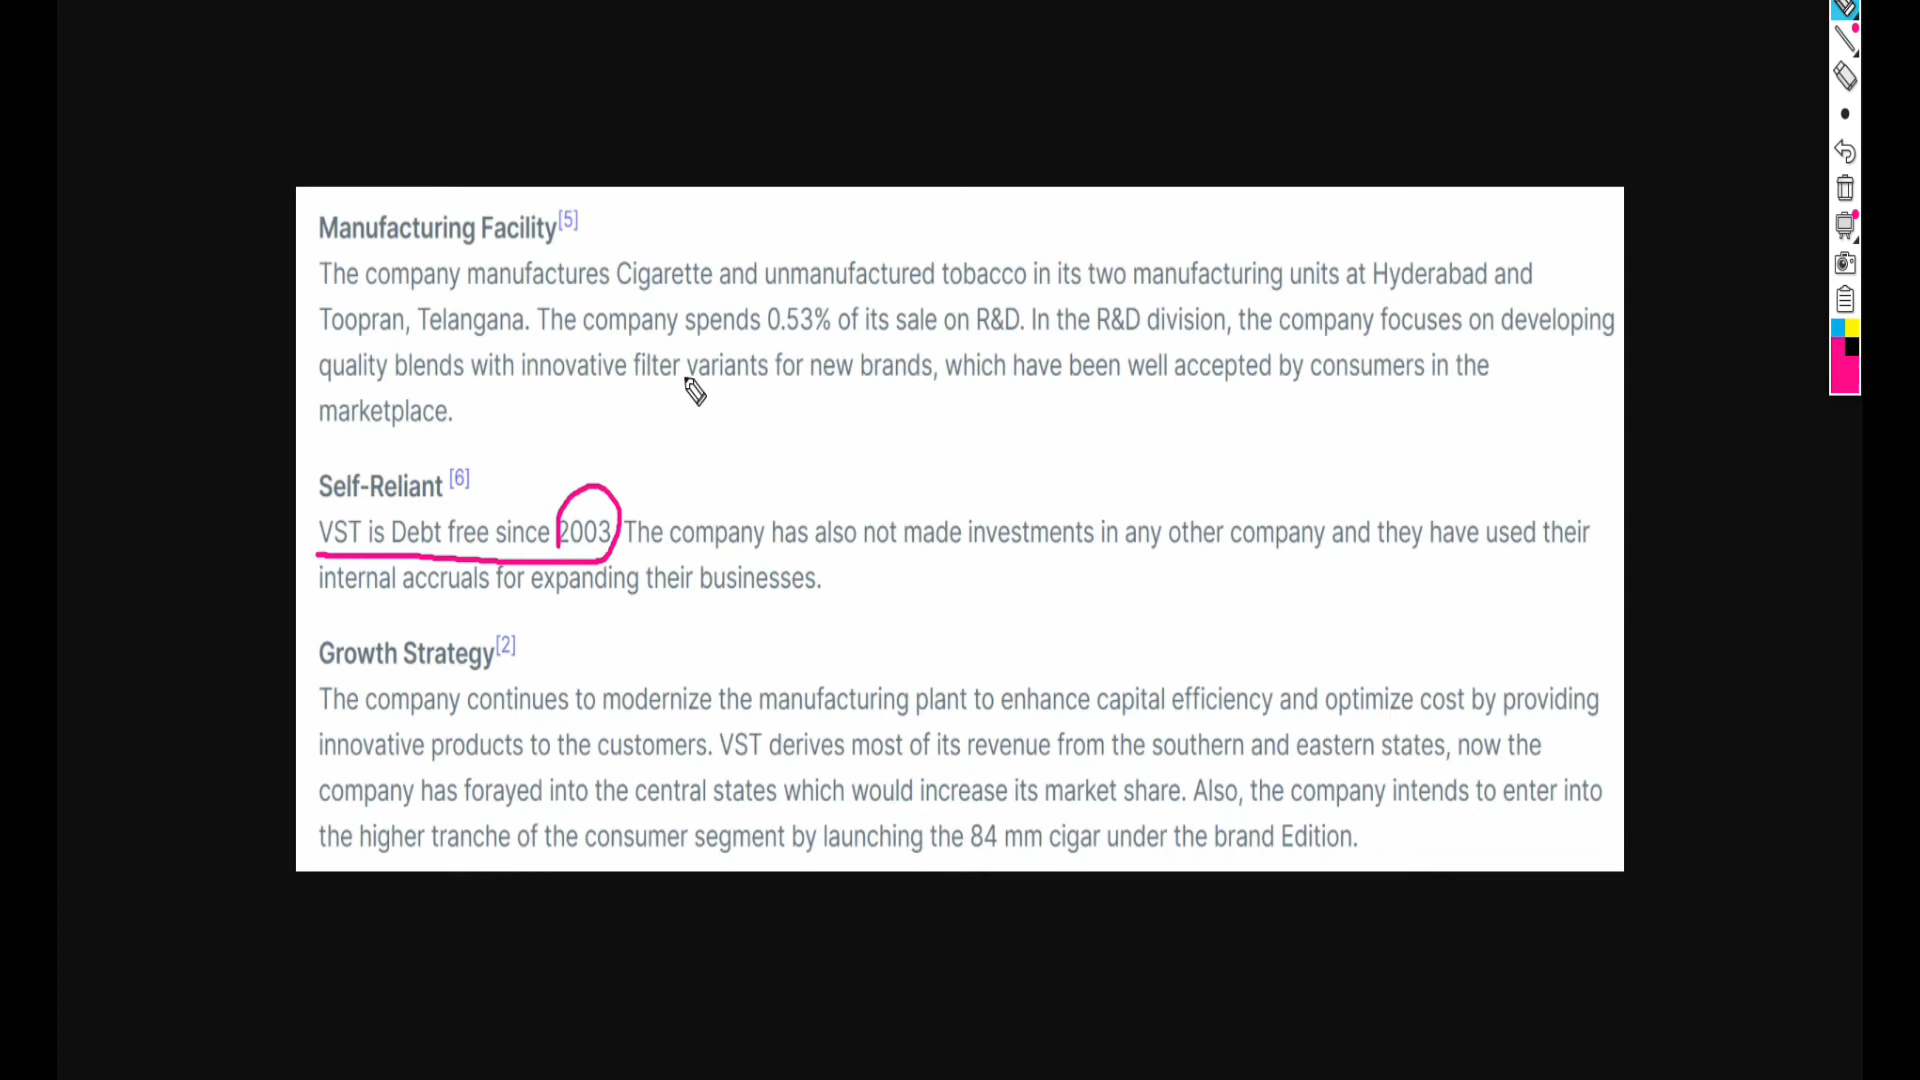 Manufacturing Facility[5]
The company manufactures Cigarette and unmanufactured tobacco in its two manufacturing units at Hyderabad and
Toopran, Telangana. The company spends 0.53% of its sale on R&D. In the R&D division, the company focuses on developing
quality blends with innovative filter variants for new brands, which have been well accepted by consumers in the
marketplace.
Self-Reliant [6]
VST is Debt free since 2003. The company has also not made investments in any other company and they have used their
internal accruals for expanding their businesses.
Growth Strategy[2]
The company continues to modernize the manufacturing plant to enhance capital efficiency and optimize cost by providing
innovative products to the customers. VST derives most of its revenue from the southern and eastern states, now the
company has forayed into the central states which would increase its market share. Also, the company intends to enter into
the higher tranche of the consumer segment by launching the 84 mm cigar under the brand Edition.